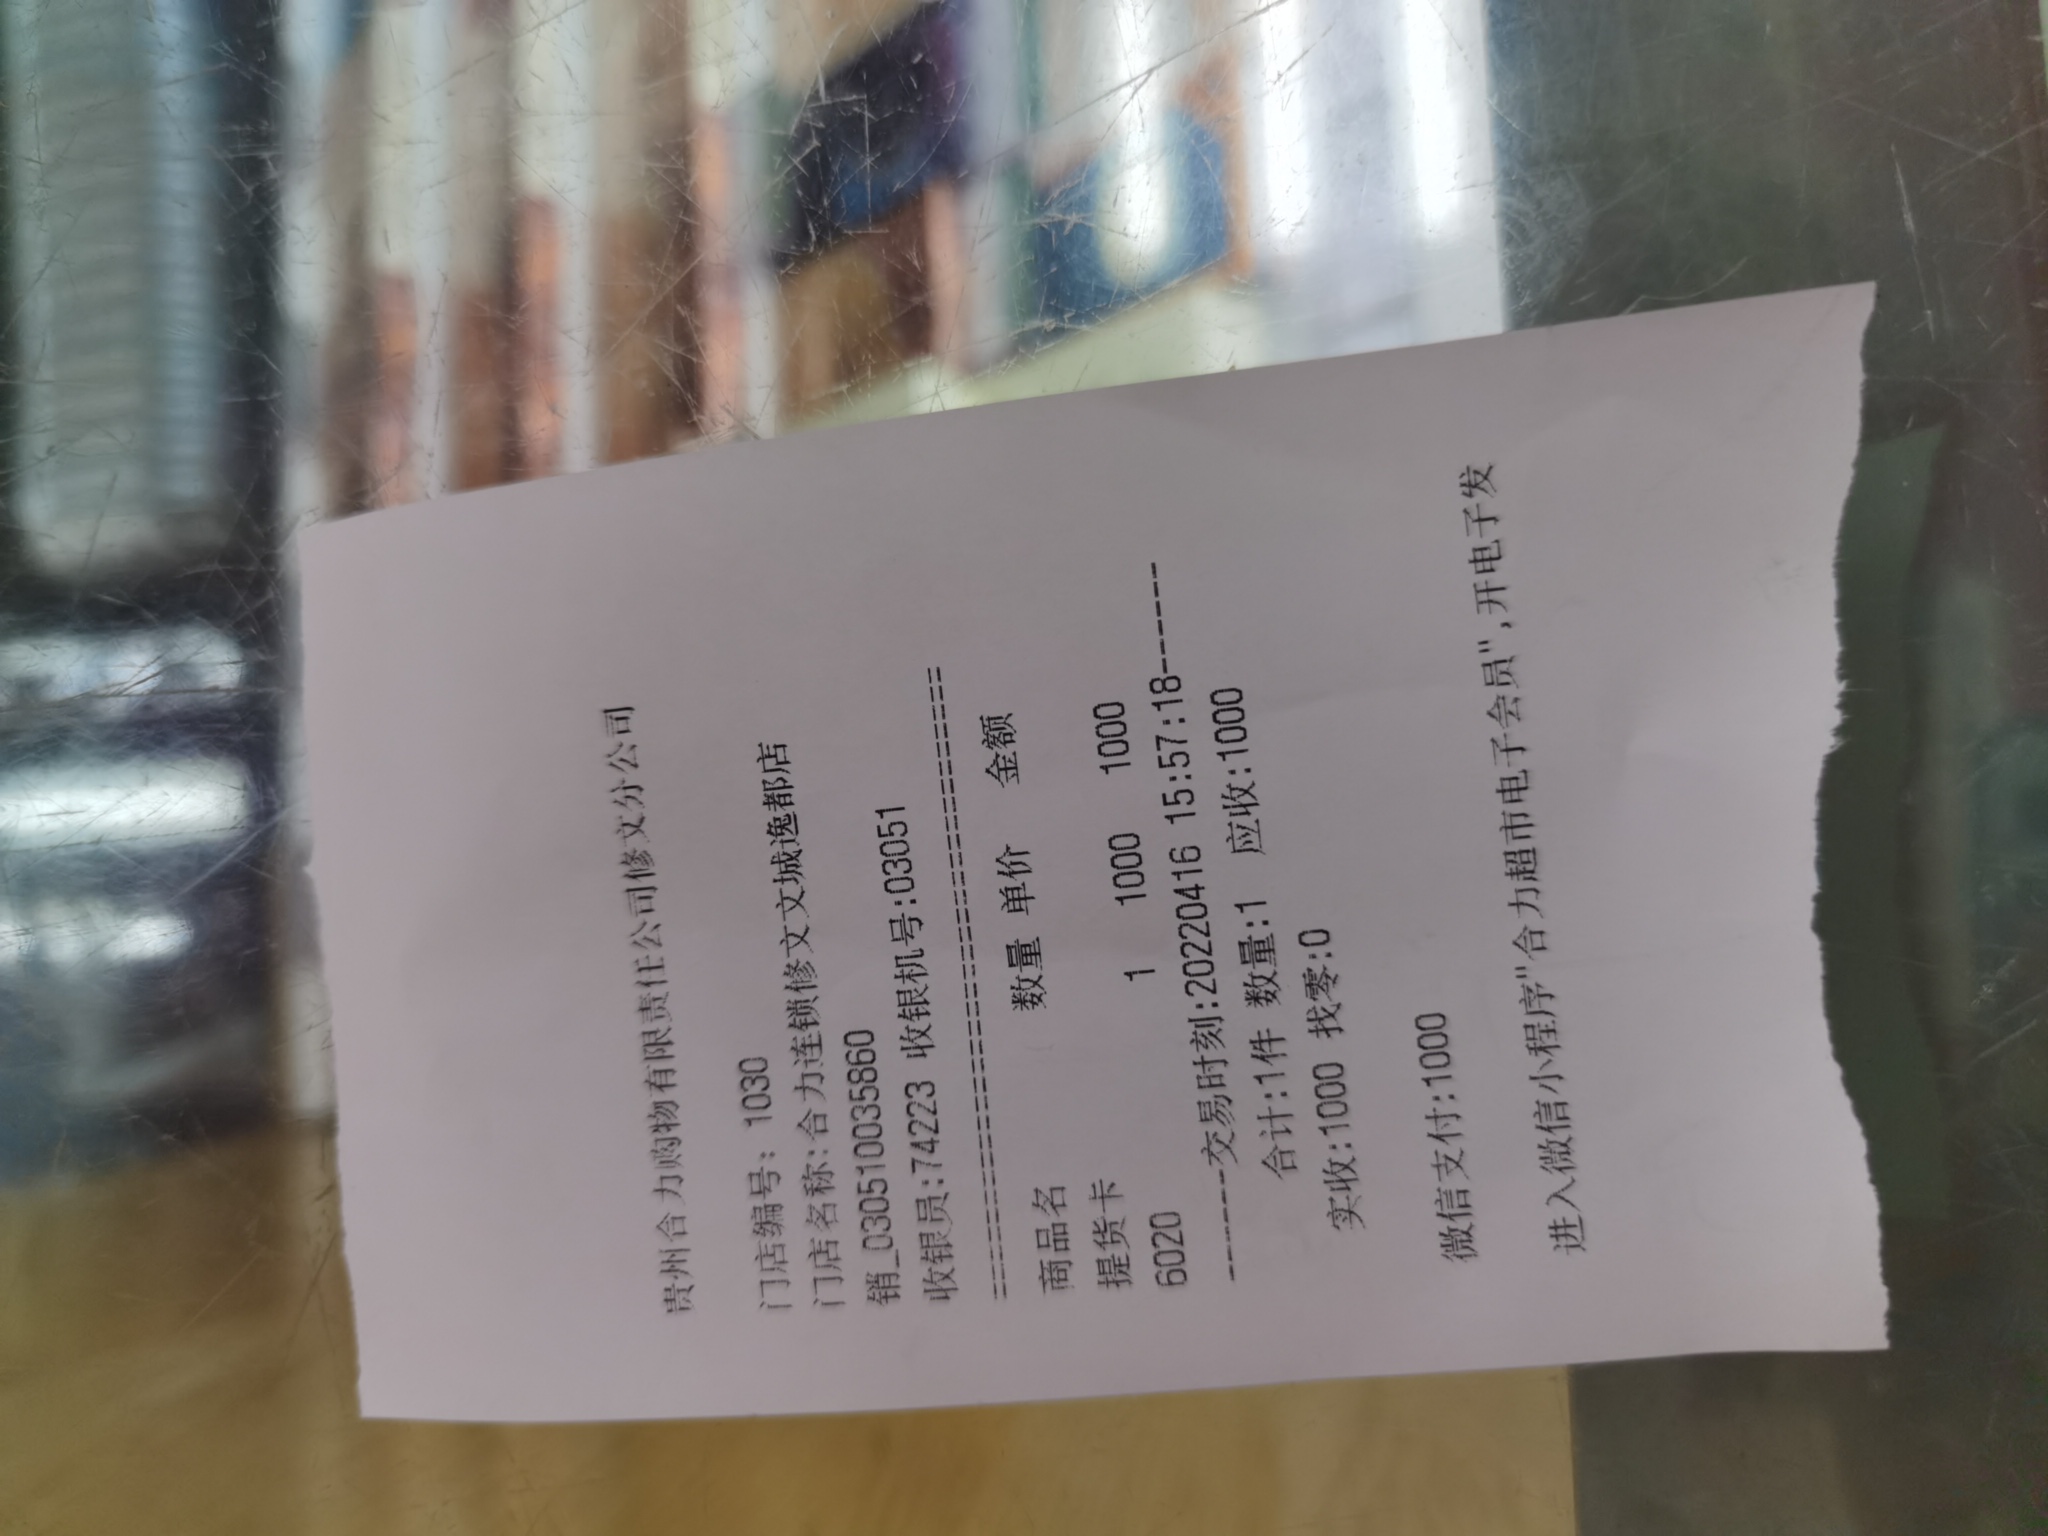 贵州合力购物有限责任公司修文分公司
门店编号: 1030
门店名称:合力连锁修文文城逸都店
销_030510035860
收银员:74223 收银机号:03051
================================
商品名 数量 单价 金额
提货卡 1 1000 1000
6020
------交易时刻:20220416 15:57:18------
合计:1件 数量:1 应收:1000
实收:1000 找零:0
微信支付:1000
进入微信小程序"合力超市电子会员",开电子发